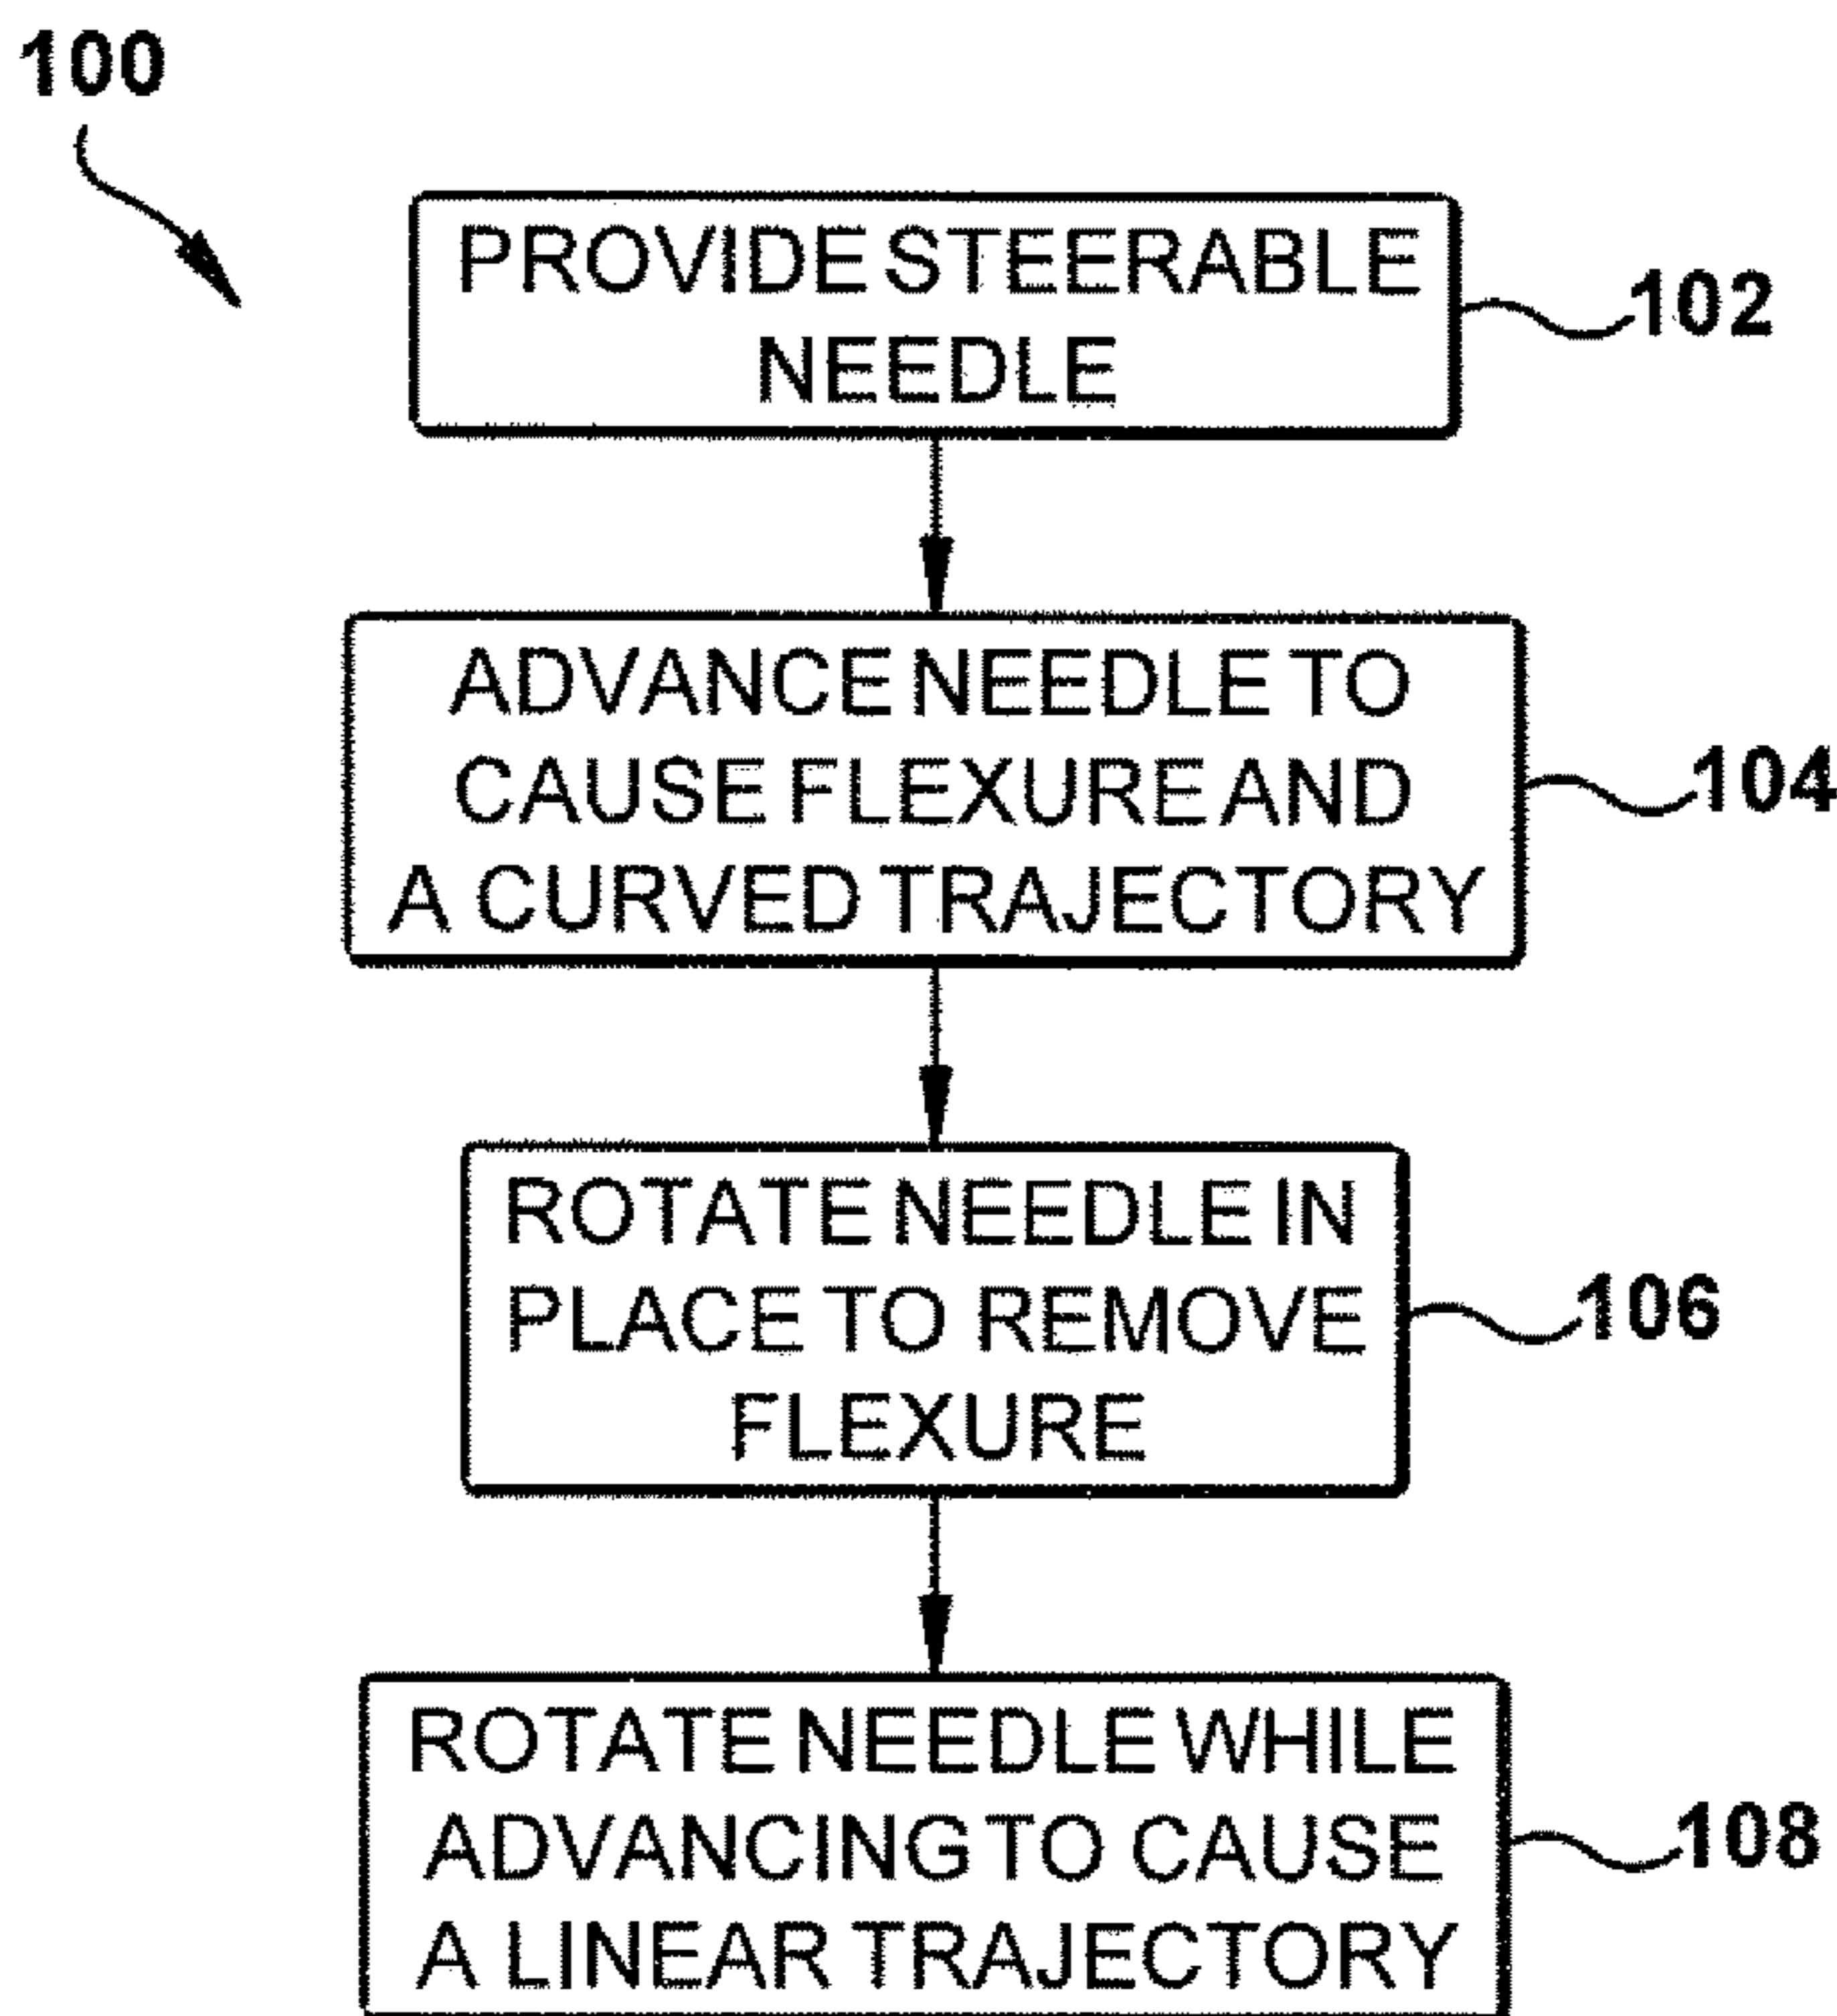 100
PROVIDE STEERABLE
NEEDLE
102
ADVANCE NEEDLE TO
CAUSE FLEXURE AND
A CURVED TRAJECTORY
104
ROTATE NEEDLE IN
PLACE TO REMOVE
FLEXURE
106
ROTATE NEEDLE WHILE
ADVANCING TO CAUSE
A LINEAR TRAJECTORY
108